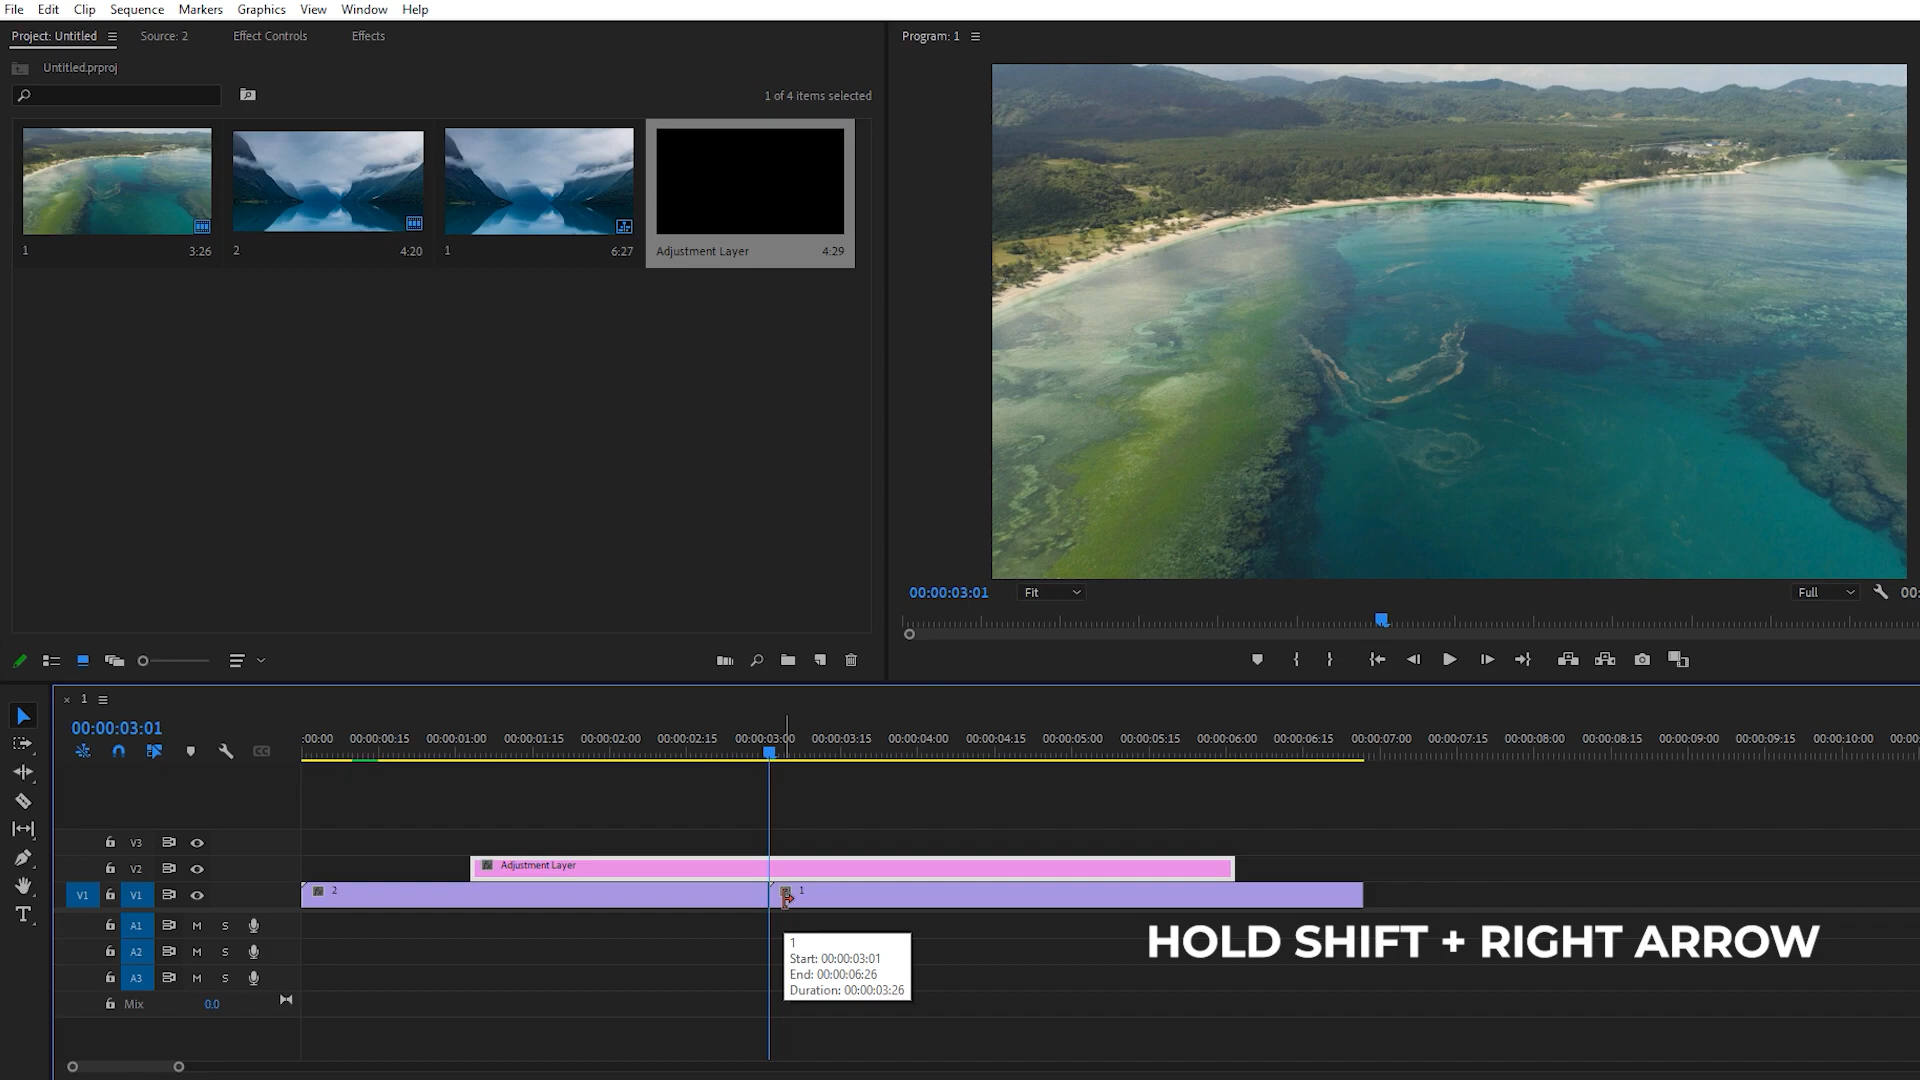 File Edit Clip Sequence Markers Graphics View Window Help
Project: Untitled Source: 2 Effect Controls Effects
Program: 1
Untitled.prproj
1 of 4 items selected
1 3:26
2 4:20
1 6:27
Adjustment Layer 4:29
00:00:03:01 Fit Full 00:
1
00:00:03:01
:00:00 00:00:00:15 00:00:01:00 00:00:01:15 00:00:02:00 00:00:02:15 00:00:03:00 00:00:03:15 00:00:04:00 00:00:04:15 00:00:05:00 00:00:05:15 00:00:06:00 00:00:06:15 00:00:07:00 00:00:07:15 00:00:08:00 00:00:08:15 00:00:09:00 00:00:09:15 00:00:10:00 00:00
CC
V3
V2 Adjustment Layer
V1 V1 2 1
A1 M S
A2 M S
A3 M S
Mix 0.0
1
Start: 00:00:03:01
End: 00:00:06:26
Duration: 00:00:03:26
HOLD SHIFT + RIGHT ARROW